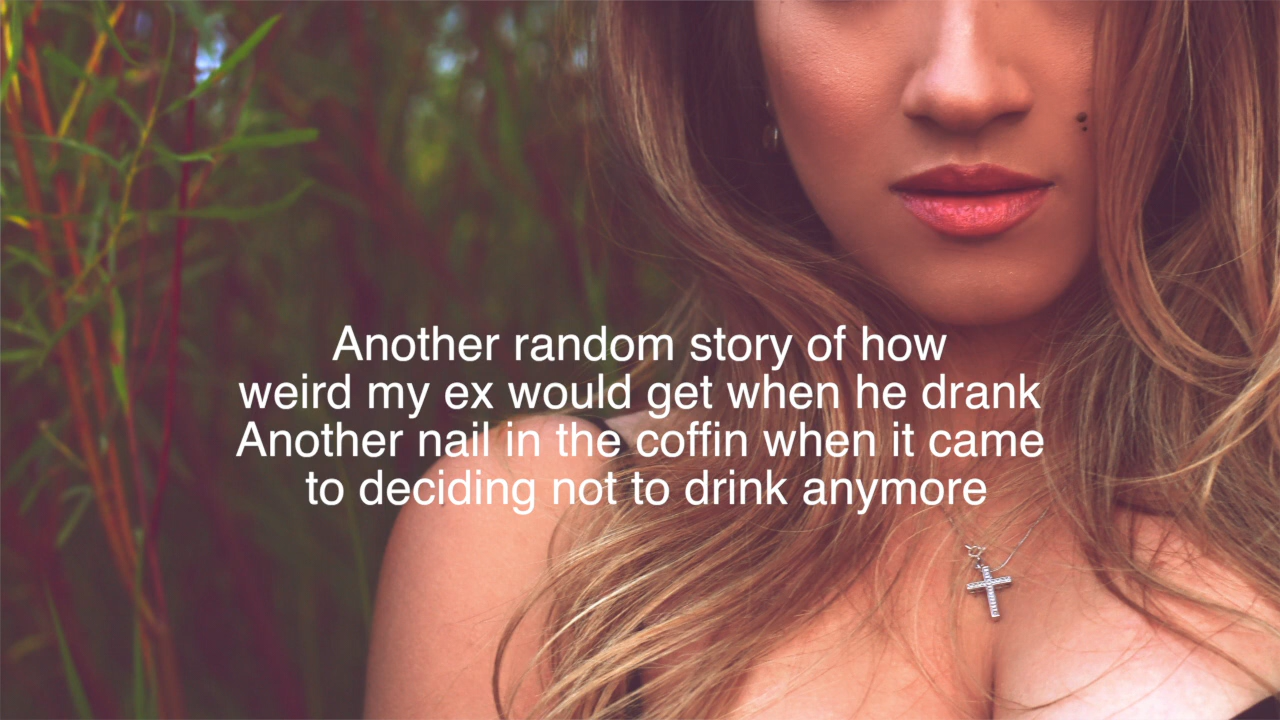 Another random story of how
weird my ex would get when he drank
Another nail in the coffin when it came
to deciding not to drink anymore